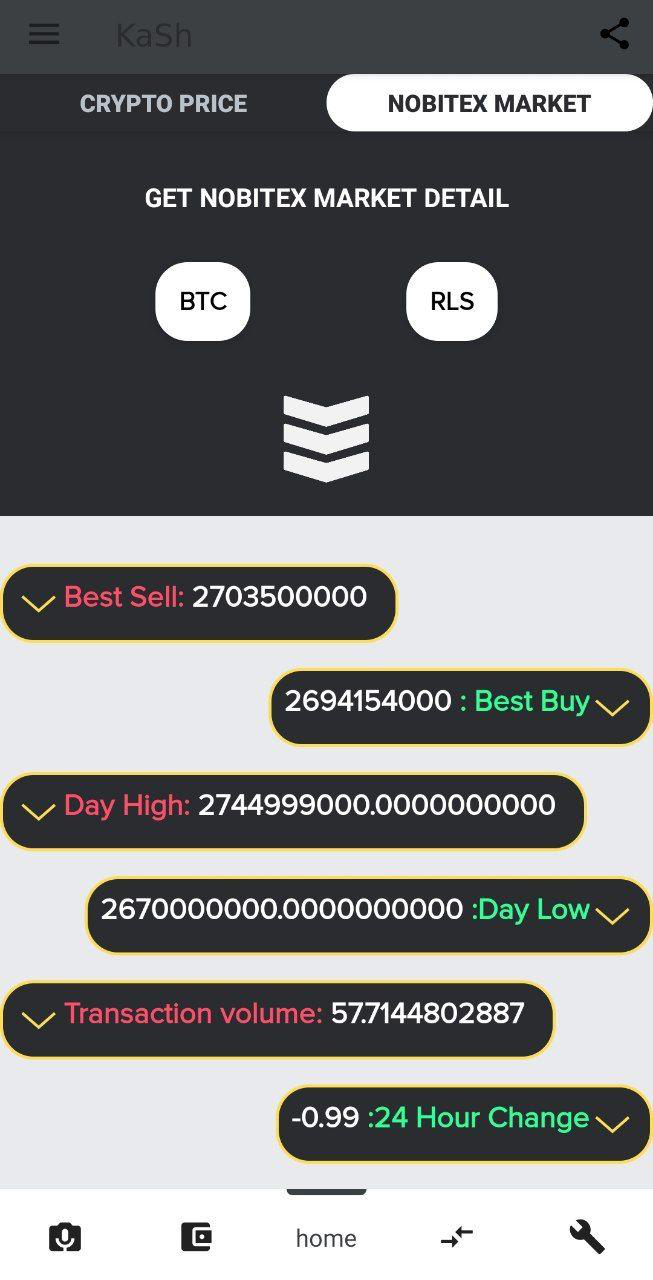 KaSh
CRYPTO PRICE NOBITEX MARKET
GET NOBITEX MARKET DETAIL
BTC RLS
Best Sell: 2703500000
2694154000 : Best Buy
Day High: 2744999000.0000000000
2670000000.0000000000 :Day Low
Transaction volume: 57.7144802887
-0.99 :24 Hour Change
home